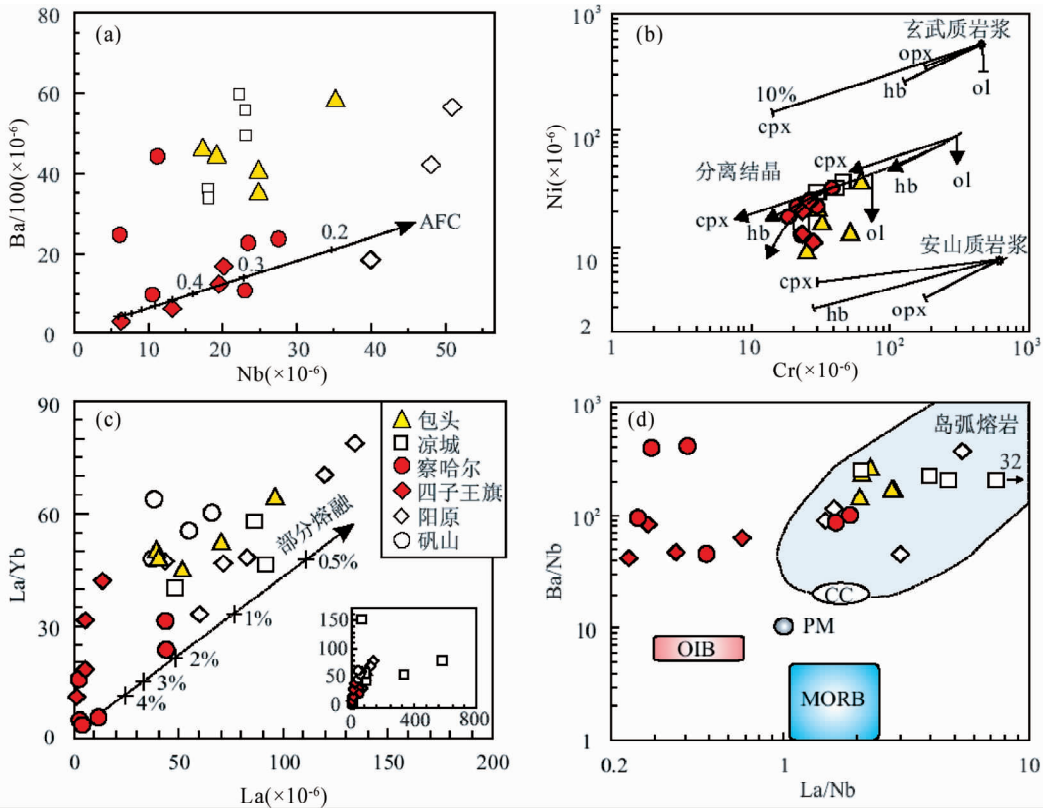 (a)
Ba/100(×10⁻⁶)
100
80
60
40
20
0
0.4
0.3
0.2
AFC
0
10
20
30
40
50
Nb(×10⁻⁶)
(b)
Ni(×10⁻⁶)
10³
10²
10
2
玄武质岩浆
opx
hb
ol
10%
cpx
分离结晶
cpx
hb
ol
cpx
hb
ol
安山质岩浆
cpx
hb
opx
1
10
10²
10³
Cr(×10⁻⁶)
(c)
La/Yb
90
60
30
0
包头
凉城
察哈尔
四子王旗
阳原
矾山
部分熔融
0.5%
1%
2%
3%
4%
150
100
50
0
0
400
800
0
50
100
150
200
La(×10⁻⁶)
(d)
Ba/Nb
10³
10²
10
1
岛弧熔岩
32
CC
PM
OIB
MORB
0.2
1
10
La/Nb